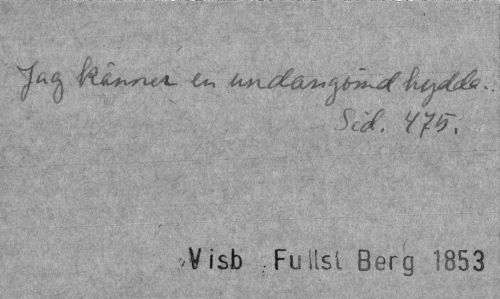 Jag känner en undangömd hydda..
Sid. 475.
Visb Fullst Berg 1853